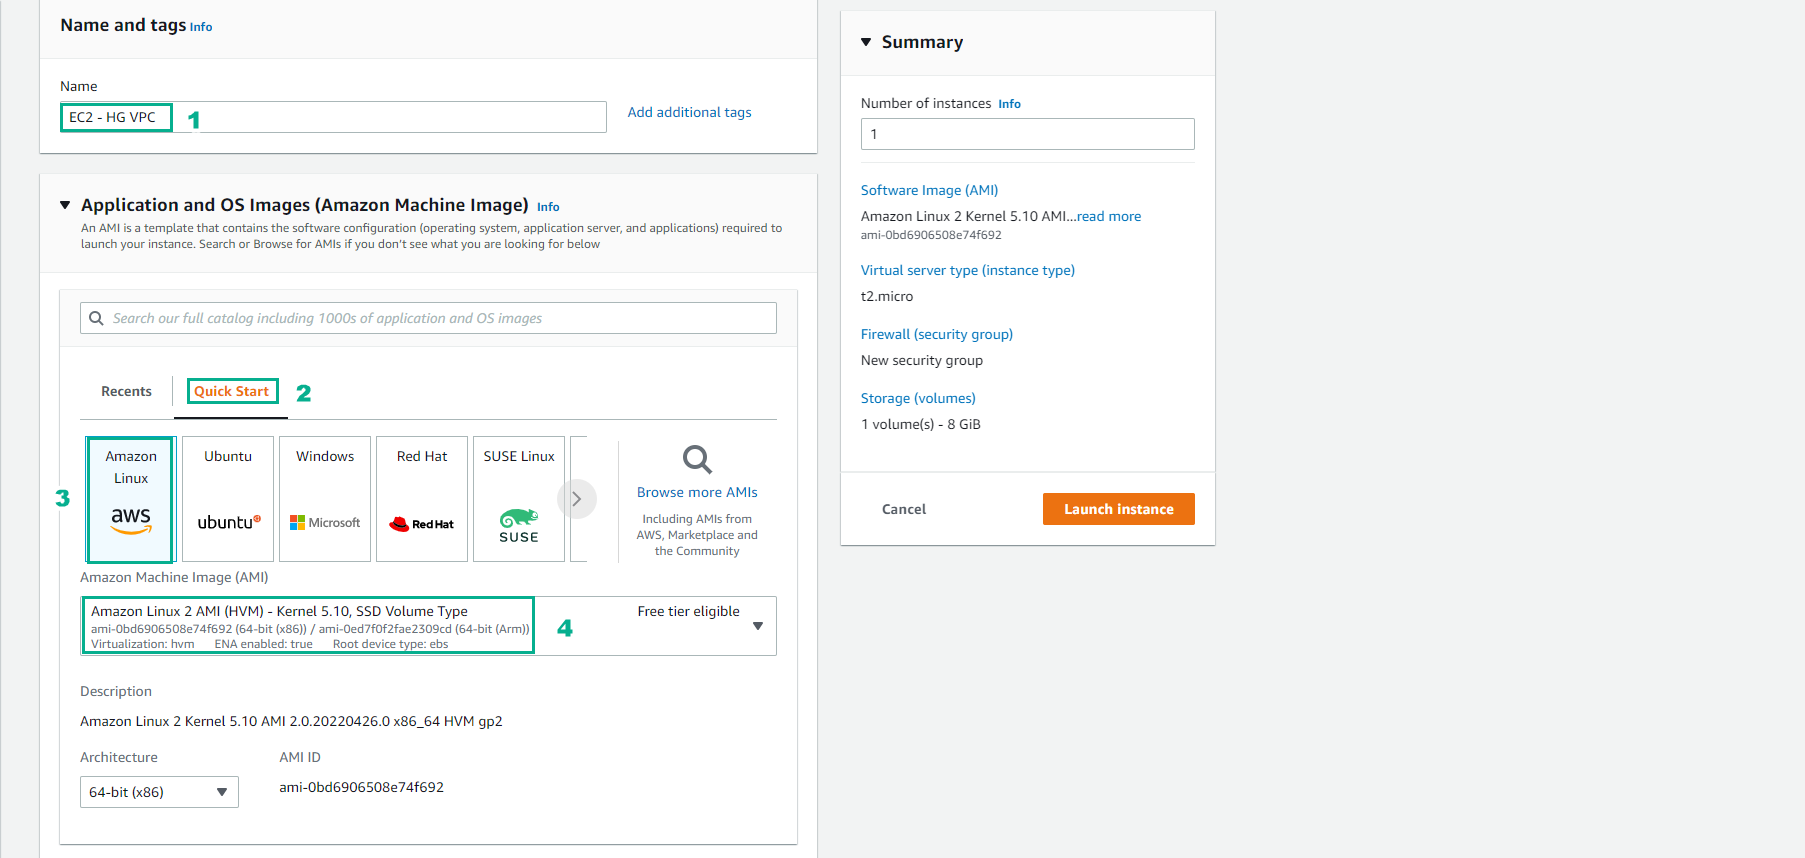 Name and tags Info
Name
EC2 - HG VPC
1
Add additional tags
Application and OS Images (Amazon Machine Image) Info
An AMI is a template that contains the software configuration (operating system, application server, and applications) required to
launch your instance. Search or Browse for AMIs if you don't see what you are looking for below
Search our full catalog including 1000s of application and OS images
Recents
Quick Start
2
3
Amazon
Linux
aws
Ubuntu
ubuntu
Windows
Microsoft
Red Hat
Red Hat
SUSE Linux
SUSE
Browse more AMIs
Including AMIs from
AWS, Marketplace and
the Community
Amazon Machine Image (AMI)
Amazon Linux 2 AMI (HVM) - Kernel 5.10, SSD Volume Type
ami-0bd6906508e74f692 (64-bit (x86)) / ami-0ed7f0f2fae2309cd (64-bit (Arm))
Virtualization: hvm ENA enabled: true Root device type: ebs
4
Free tier eligible
Description
Amazon Linux 2 Kernel 5.10 AMI 2.0.20220426.0 x86_64 HVM gp2
Architecture
64-bit (x86)
AMI ID
ami-0bd6906508e74f692
Summary
Number of instances Info
1
Software Image (AMI)
Amazon Linux 2 Kernel 5.10 AMI...read more
ami-0bd6906508e74f692
Virtual server type (instance type)
t2.micro
Firewall (security group)
New security group
Storage (volumes)
1 volume(s) - 8 GiB
Cancel
Launch instance